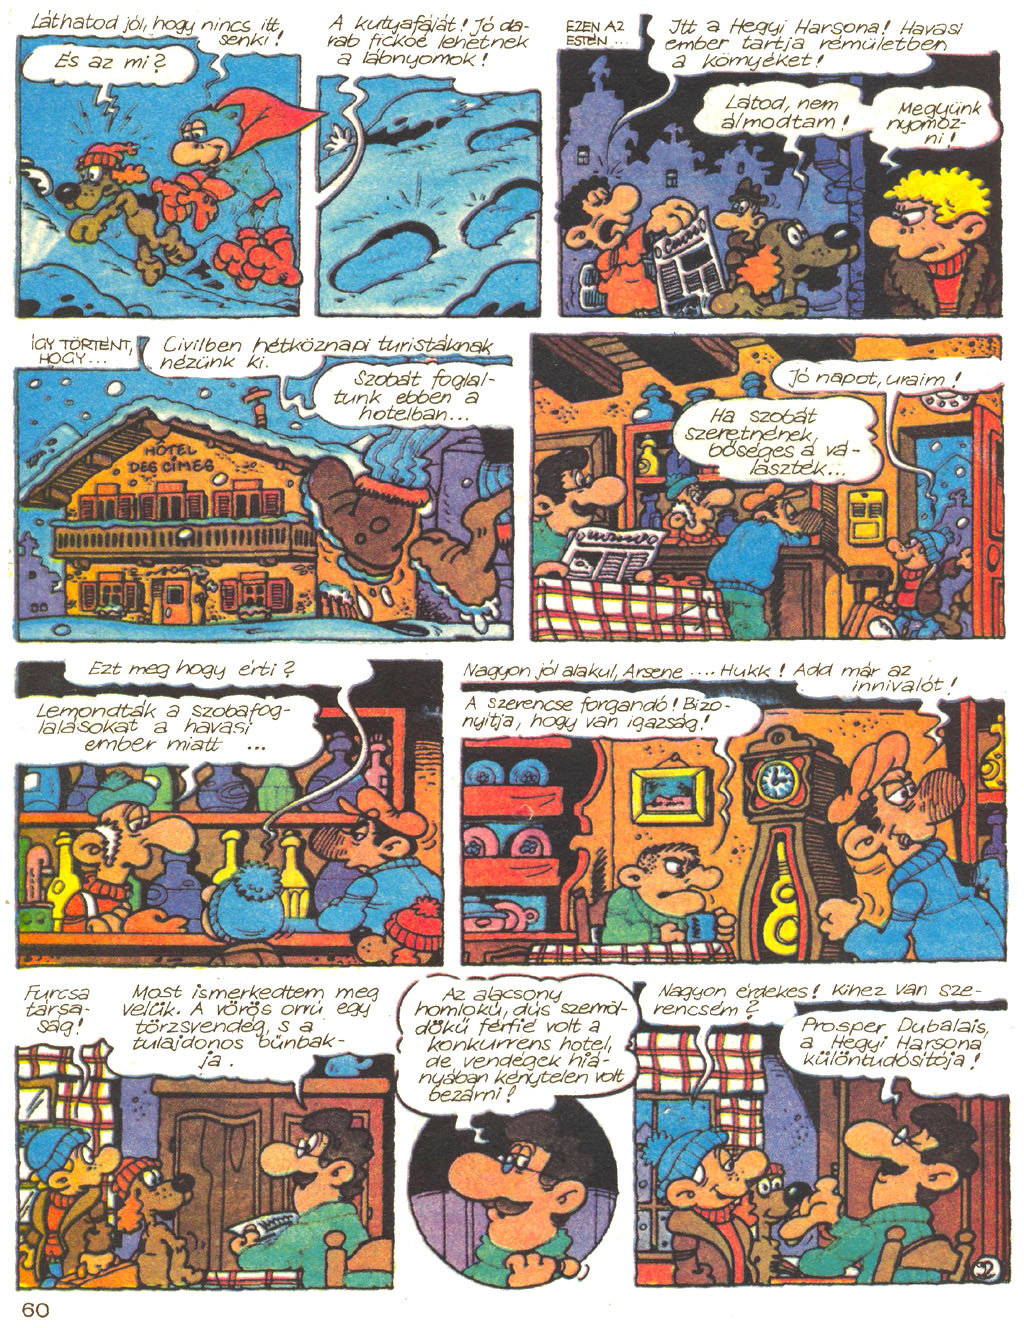 Láthatod jól, hogy nincs itt
senki!
És az mi?
A kutyafáját! Jó da-
rab fickóé lehetnek
a lábnyomok!
EZEN AZ
ESTÉN...
Itt a Hegyi Harsona! Havasi
ember tartja rémületben
a környéket!
Látod, nem
álmodtam!
Megyünk
nyomoz-
ni!
ÍGY TÖRTÉNT,
HOGY...
Civilben hétköznapi turistáknak
nézünk ki.
Szobát foglal-
tunk ebben a
hotelban...
HÔTEL
DES CIMES
Jó napot, uraim!
Ha szobát
szeretnének,
bőséges a vá-
laszték...
Ezt meg hogy érti?
Lemondták a szobafog-
lalásokat a havasi
ember miatt ...
Nagyon jól alakul, Arsene .... Hukk! Add már az
innivalót!
A szerencse forgandó! Bizo-
nyítja, hogy van igazság!
Furcsa
társa-
ság!
Most ismerkedtem meg
velük. A vörös orrú egy
törzsvendég, s a
tulajdonos bűnbak-
ja.
Az alacsony
homlokú, dús szemöl-
dökű férfié volt a
konkurrens hotel,
de vendégek hiá-
nyában kénytelen volt
bezárni!
Nagyon érdekes! Kihez van sze-
rencsém?
Prosper Dubalais,
a Hegyi Harsona
különtudósítója!
60